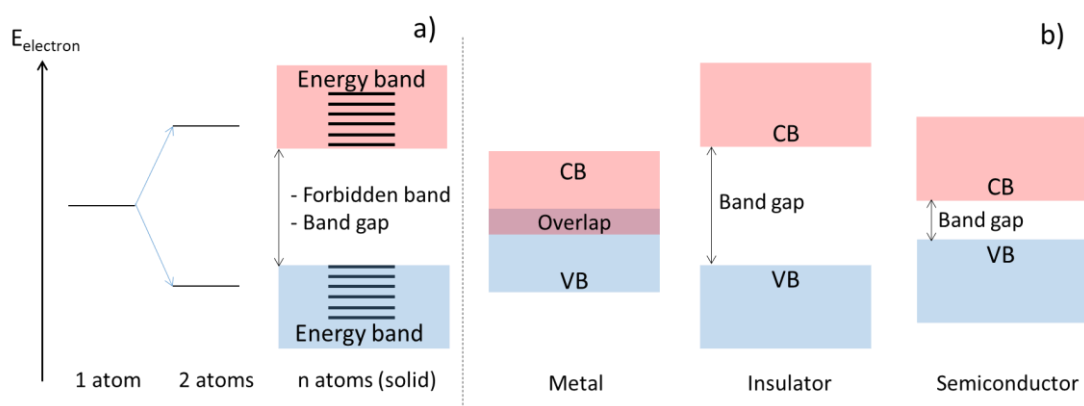 E_electron
a)
Energy band
- Forbidden band
- Band gap
Energy band
1 atom
2 atoms
n atoms (solid)
b)
CB
Overlap
VB
Metal
CB
Band gap
VB
Insulator
CB
Band gap
VB
Semiconductor